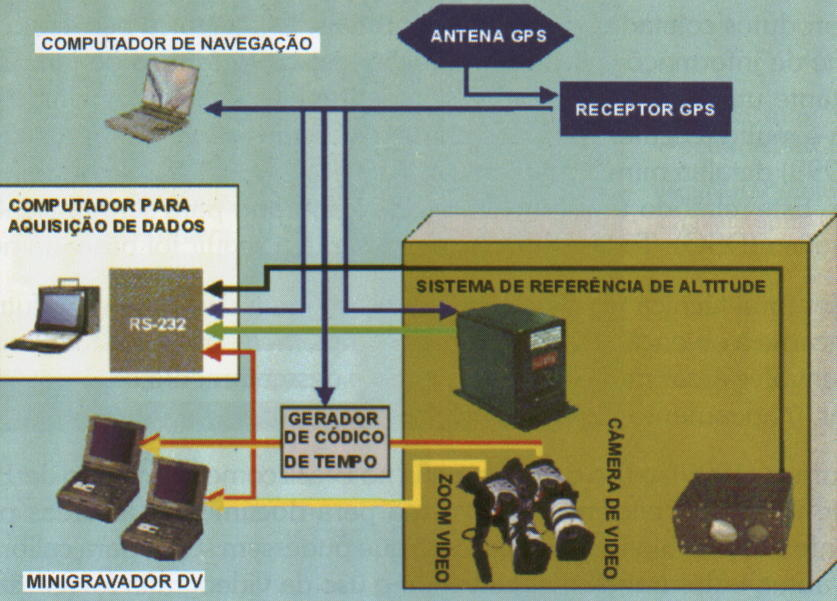 COMPUTADOR DE NAVEGAÇÃO
ANTENA GPS
RECEPTOR GPS
COMPUTADOR PARA
AQUISIÇÃO DE DADOS
RS-232
SISTEMA DE REFERÊNCIA DE ALTITUDE
GERADOR
DE CÓDICO
DE TEMPO
ZOOM VIDEO
CÂMERA DE VIDEO
MINIGRAVADOR DV